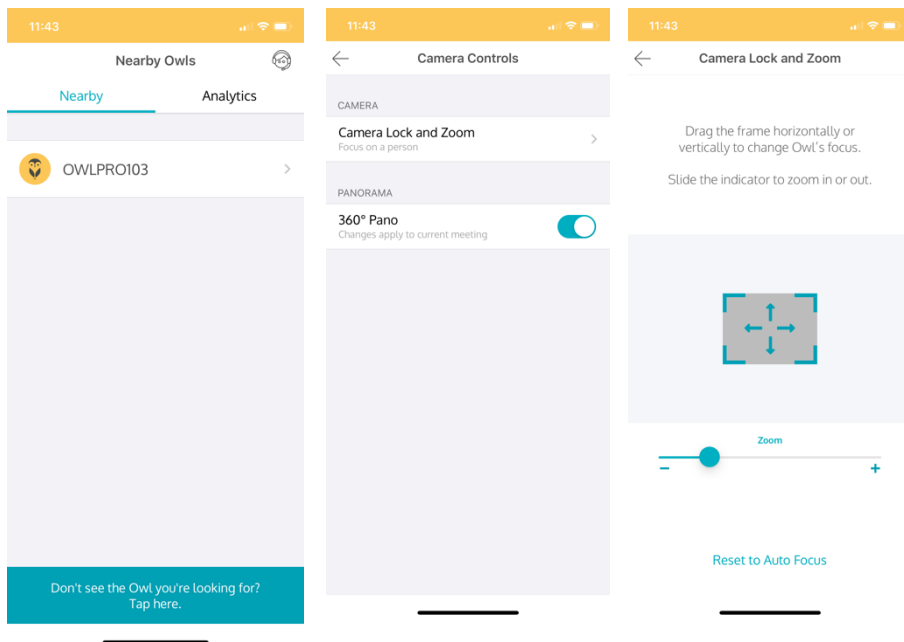 11:43
Nearby Owls
Nearby
Analytics
OWLPRO103
Don't see the Owl you're looking for?
Tap here.
11:43
Camera Controls
CAMERA
Camera Lock and Zoom
Focus on a person
PANORAMA
360° Pano
Changes apply to current meeting
11:43
Camera Lock and Zoom
Drag the frame horizontally or
vertically to change Owl's focus.
Slide the indicator to zoom in or out.
Zoom
− +
Reset to Auto Focus